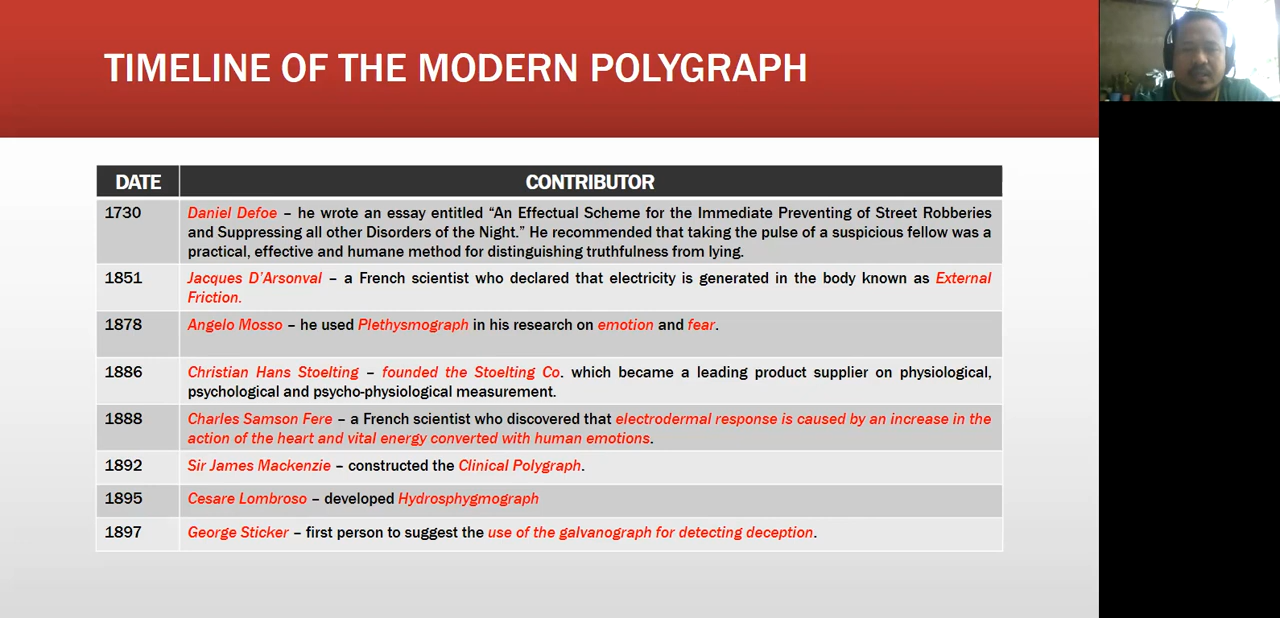 TIMELINE OF THE MODERN POLYGRAPH
DATE CONTRIBUTOR
1730 Daniel Defoe – he wrote an essay entitled “An Effectual Scheme for the Immediate Preventing of Street Robberies
and Suppressing all other Disorders of the Night.” He recommended that taking the pulse of a suspicious fellow was a
practical, effective and humane method for distinguishing truthfulness from lying.
1851 Jacques D’Arsonval – a French scientist who declared that electricity is generated in the body known as External
Friction.
1878 Angelo Mosso – he used Plethysmograph in his research on emotion and fear.
1886 Christian Hans Stoelting – founded the Stoelting Co. which became a leading product supplier on physiological,
psychological and psycho-physiological measurement.
1888 Charles Samson Fere – a French scientist who discovered that electrodermal response is caused by an increase in the
action of the heart and vital energy converted with human emotions.
1892 Sir James Mackenzie – constructed the Clinical Polygraph.
1895 Cesare Lombroso – developed Hydrosphygmograph
1897 George Sticker – first person to suggest the use of the galvanograph for detecting deception.